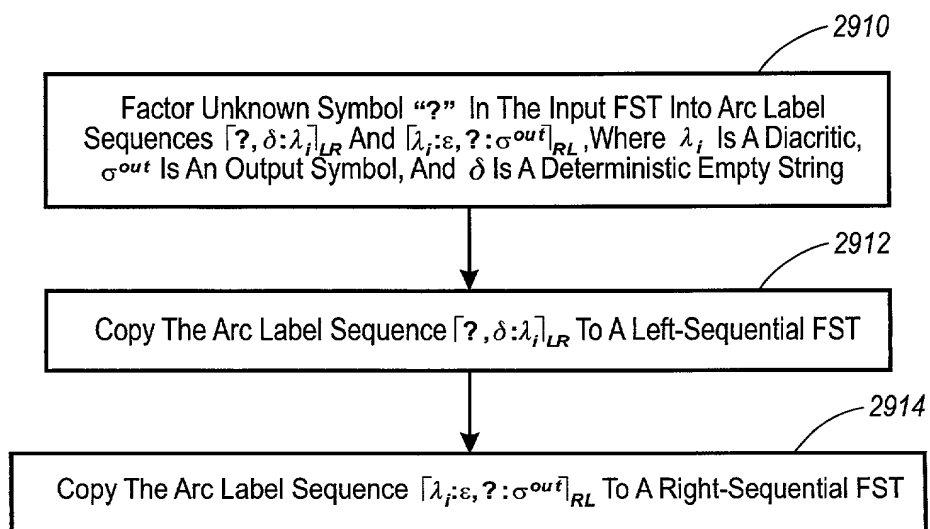 2910
Factor Unknown Symbol "?" In The Input FST Into Arc Label
Sequences ⌈?, δ:λᵢ⌉LR And ⌈λᵢ:ε, ?:σᵒᵘᵗ⌉RL, Where λᵢ Is A Diacritic,
σᵒᵘᵗ Is An Output Symbol, And δ Is A Deterministic Empty String
2912
Copy The Arc Label Sequence ⌈?, δ:λᵢ⌉LR To A Left-Sequential FST
2914
Copy The Arc Label Sequence ⌈λᵢ:ε, ?:σᵒᵘᵗ⌉RL To A Right-Sequential FST